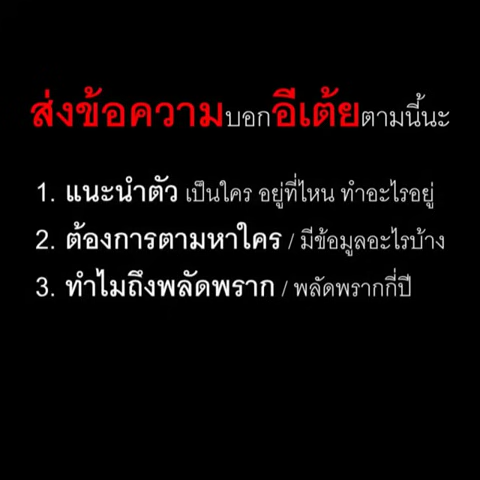 ส่งข้อความบอกอีเต้ยตามนี้นะ
1. แนะนำตัว เป็นใคร อยู่ที่ไหน ทำอะไรอยู่
2. ต้องการตามหาใคร / มีข้อมูลอะไรบ้าง
3. ทำไมถึงพลัดพราก / พลัดพรากกี่ปี